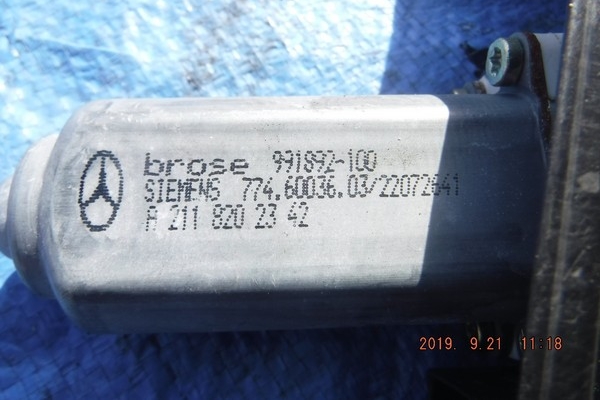 brose 991892-100
SIEMENS 774.60036.03/22072641
A 211 820 23 42
2019. 9.21 11:18